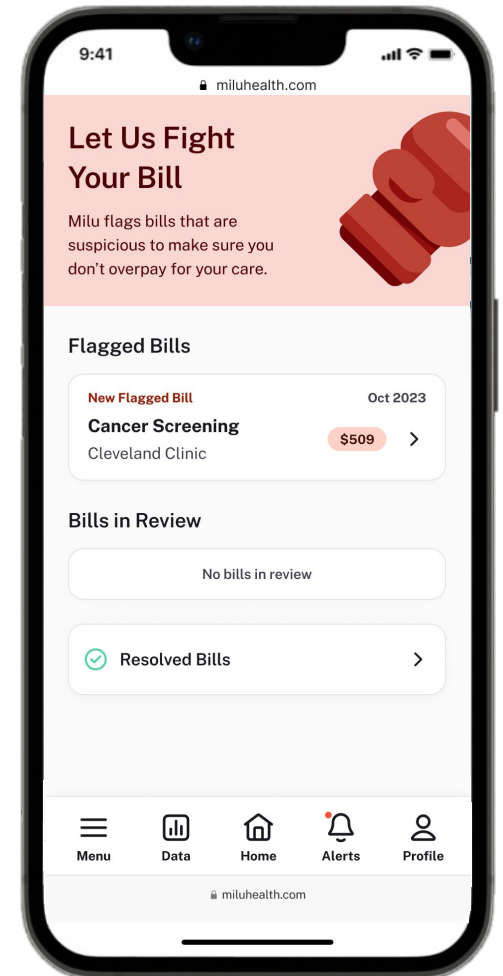 9:41
miluhealth.com
Let Us Fight
Your Bill
Milu flags bills that are
suspicious to make sure you
don’t overpay for your care.
Flagged Bills
New Flagged Bill Oct 2023
Cancer Screening
$509
Cleveland Clinic
Bills in Review
No bills in review
Resolved Bills
Menu Data Home Alerts Profile
miluhealth.com